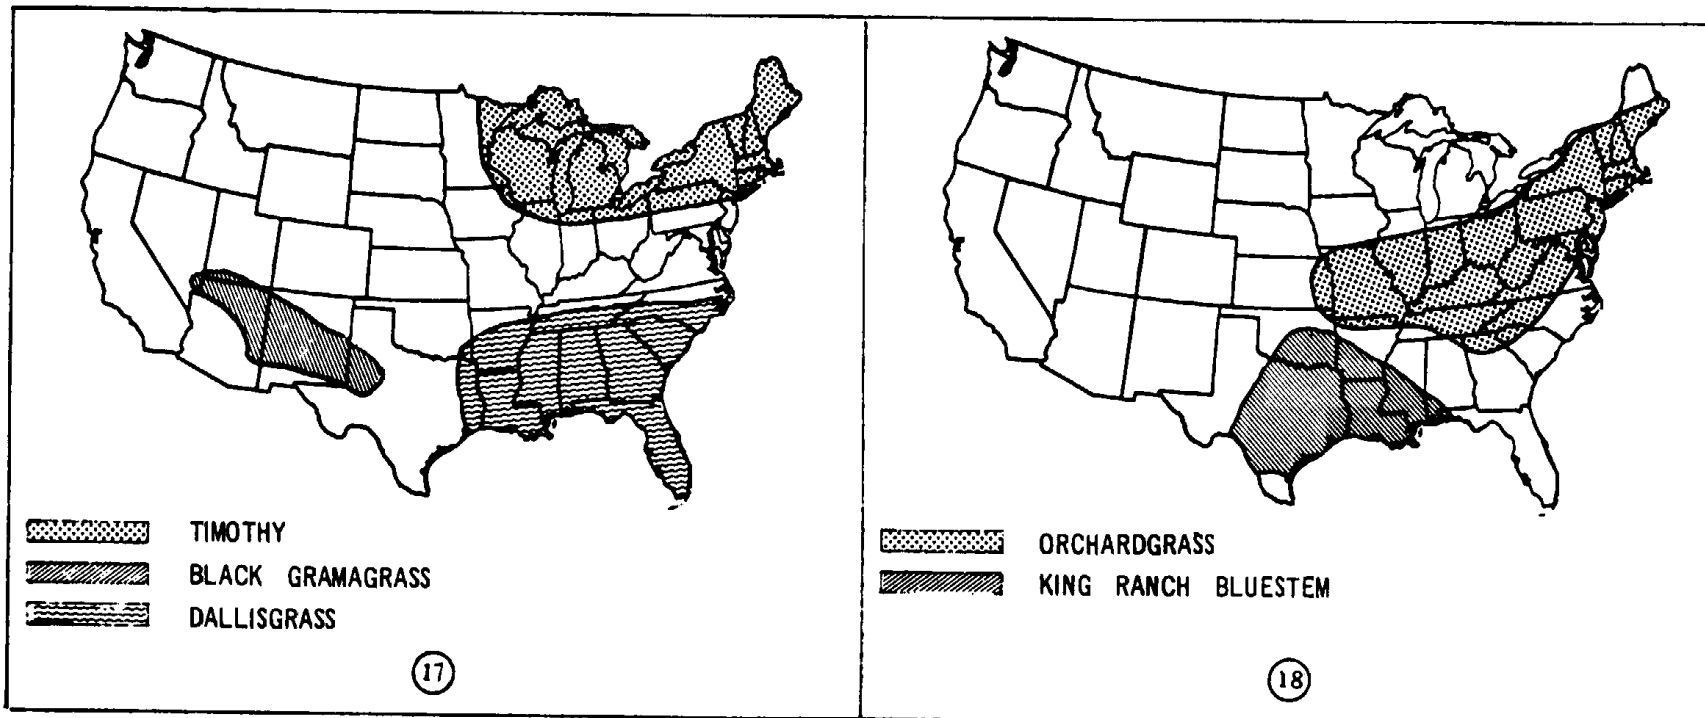 TIMOTHY
BLACK GRAMAGRASS
DALLISGRASS
17
ORCHARDGRASS
KING RANCH BLUESTEM
18